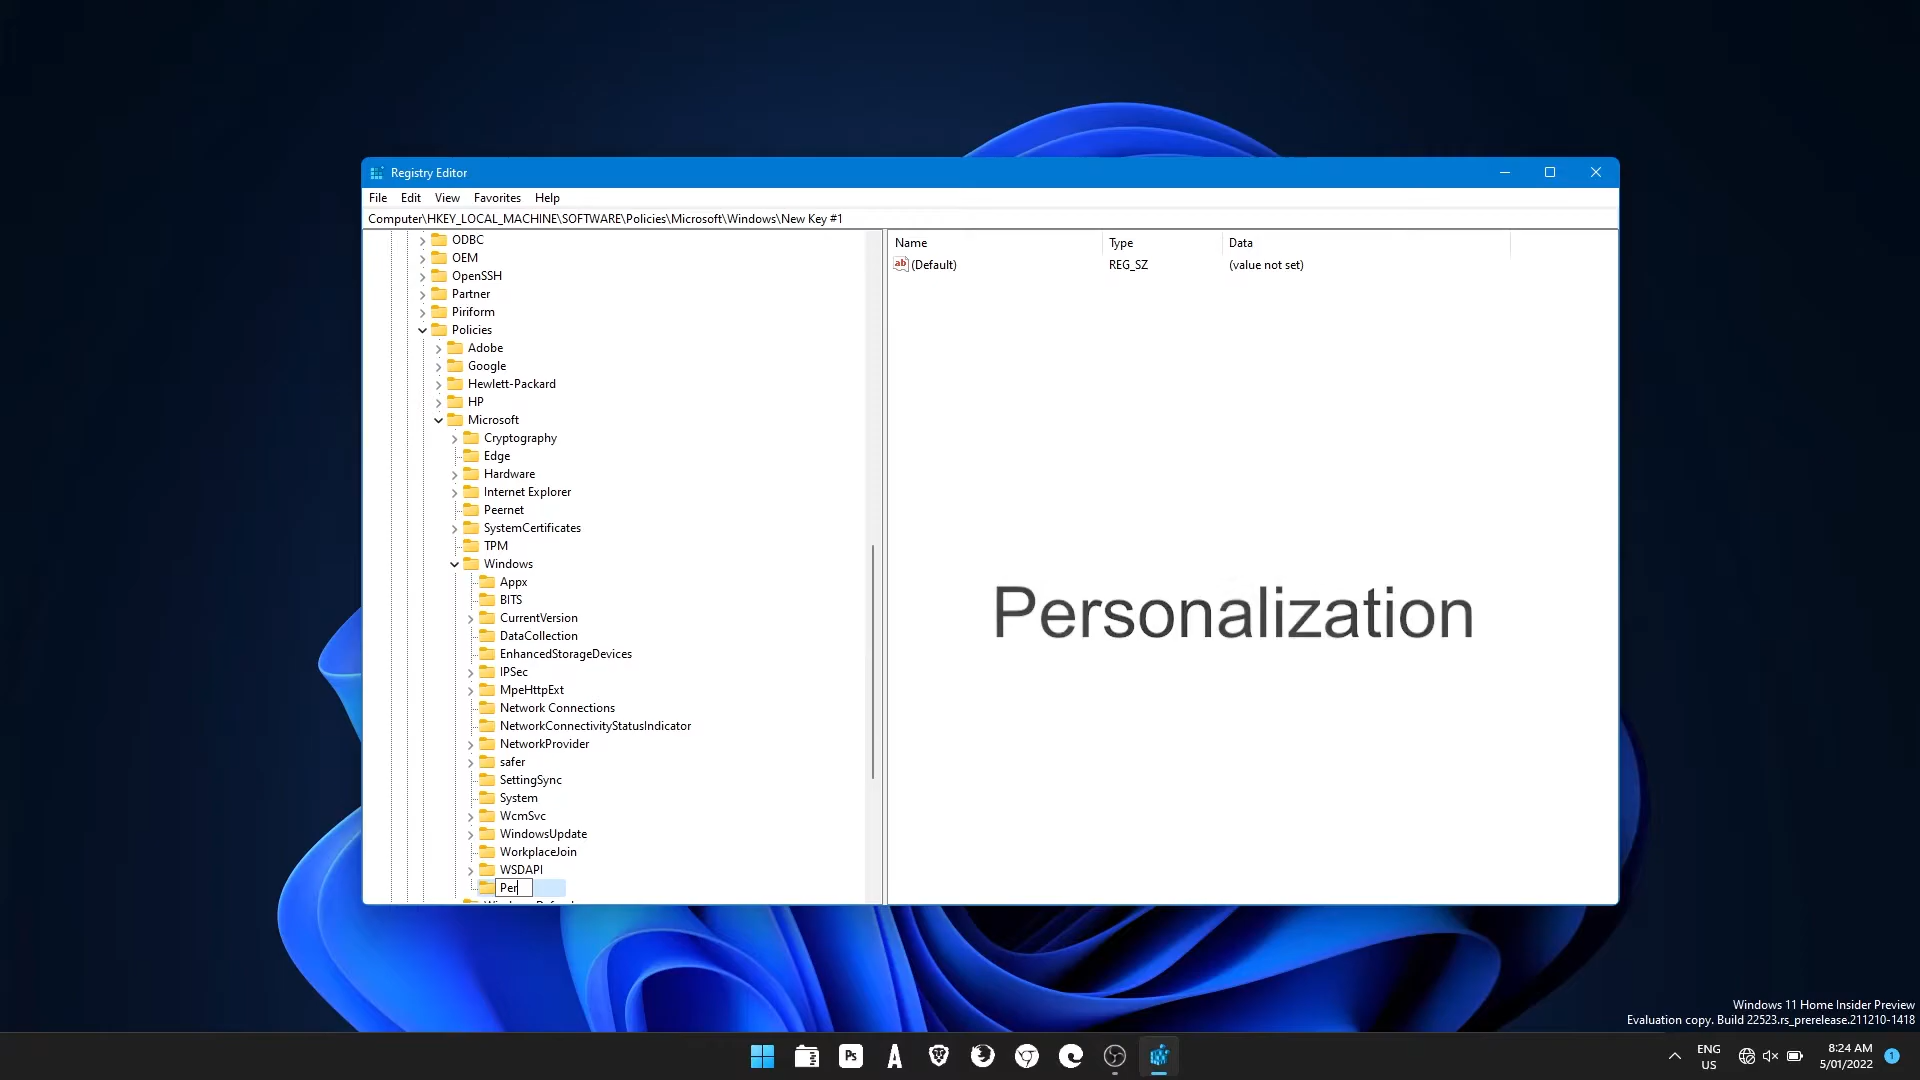 Registry Editor
File Edit View Favorites Help
Computer\HKEY_LOCAL_MACHINE\SOFTWARE\Policies\Microsoft\Windows\New Key #1
ODBC
OEM
OpenSSH
Partner
Piriform
Policies
Adobe
Google
Hewlett-Packard
HP
Microsoft
Cryptography
Edge
Hardware
Internet Explorer
Peernet
SystemCertificates
TPM
Windows
Appx
BITS
CurrentVersion
DataCollection
EnhancedStorageDevices
IPSec
MpeHttpExt
Network Connections
NetworkConnectivityStatusIndicator
NetworkProvider
safer
SettingSync
System
WcmSvc
WindowsUpdate
WorkplaceJoin
WSDAPI
Per
Name Type Data
ab (Default) REG_SZ (value not set)
Personalization
Windows 11 Home Insider Preview
Evaluation copy. Build 22523.rs_prerelease.211210-1418
Ps
ENG
US
8:24 AM
5/01/2022
1